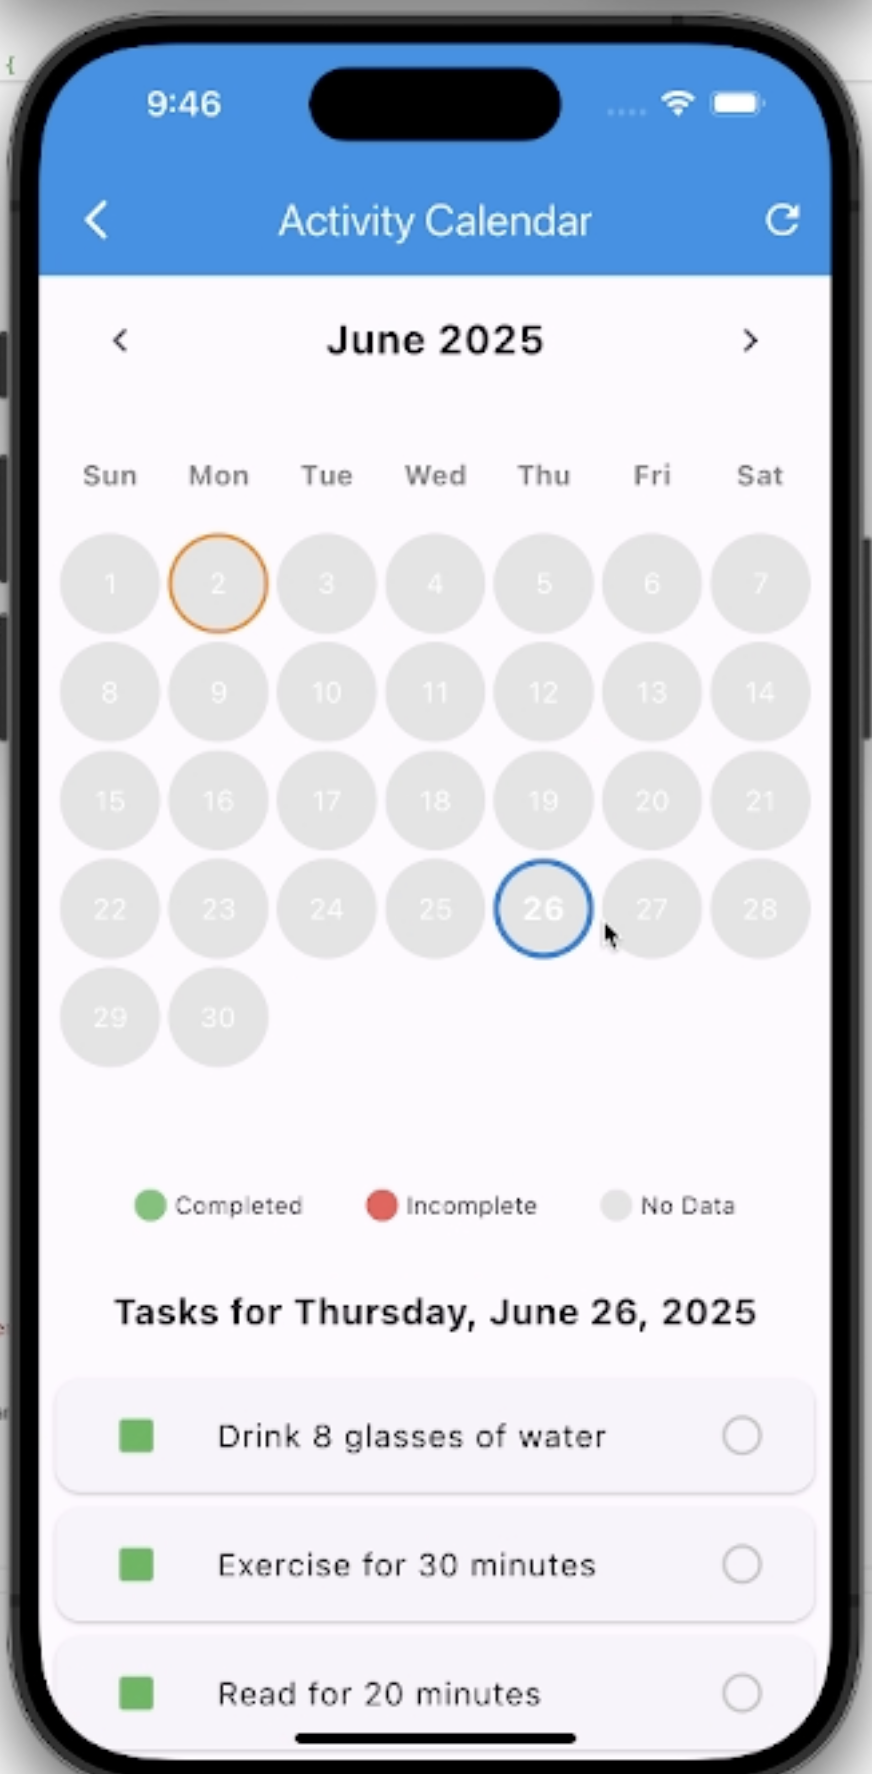 {
9:46
Activity Calendar
June 2025
Sun Mon Tue Wed Thu Fri Sat
1 2 3 4 5 6 7
8 9 10 11 12 13 14
15 16 17 18 19 20 21
22 23 24 25 26 27 28
29 30
Completed Incomplete No Data
Tasks for Thursday, June 26, 2025
Drink 8 glasses of water
Exercise for 30 minutes
Read for 20 minutes